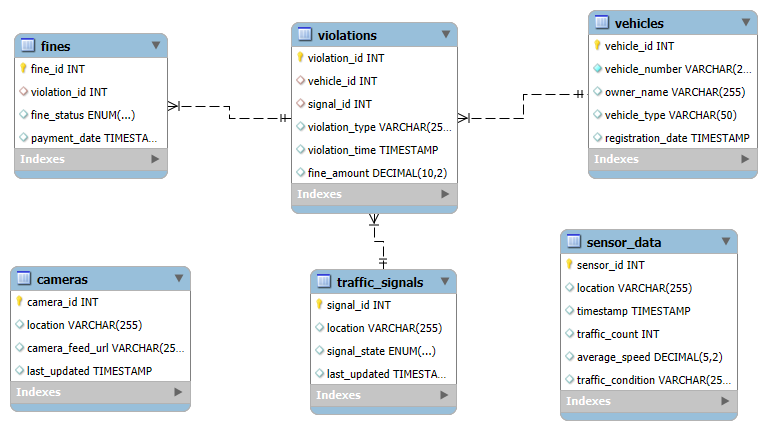 fines
fine_id INT
violation_id INT
fine_status ENUM(...)
payment_date TIMESTA...
Indexes
violations
violation_id INT
vehicle_id INT
signal_id INT
violation_type VARCHAR(25...
violation_time TIMESTAMP
fine_amount DECIMAL(10,2)
Indexes
vehicles
vehicle_id INT
vehicle_number VARCHAR(2...
owner_name VARCHAR(255)
vehicle_type VARCHAR(50)
registration_date TIMESTAMP
Indexes
cameras
camera_id INT
location VARCHAR(255)
camera_feed_url VARCHAR(25...
last_updated TIMESTAMP
Indexes
traffic_signals
signal_id INT
location VARCHAR(255)
signal_state ENUM(...)
last_updated TIMESTA...
Indexes
sensor_data
sensor_id INT
location VARCHAR(255)
timestamp TIMESTAMP
traffic_count INT
average_speed DECIMAL(5,2)
traffic_condition VARCHAR(25...
Indexes